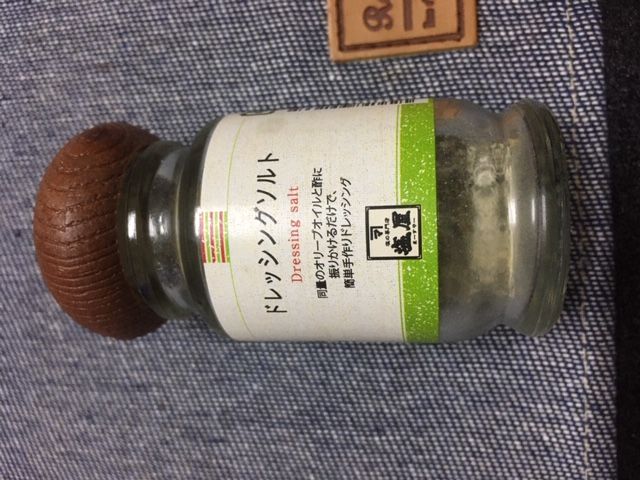 ドレッシングソルト
Dressing salt
同量のオリーブオイルと酢に
振りかけるだけで、
簡単手作りドレッシング
塩屋